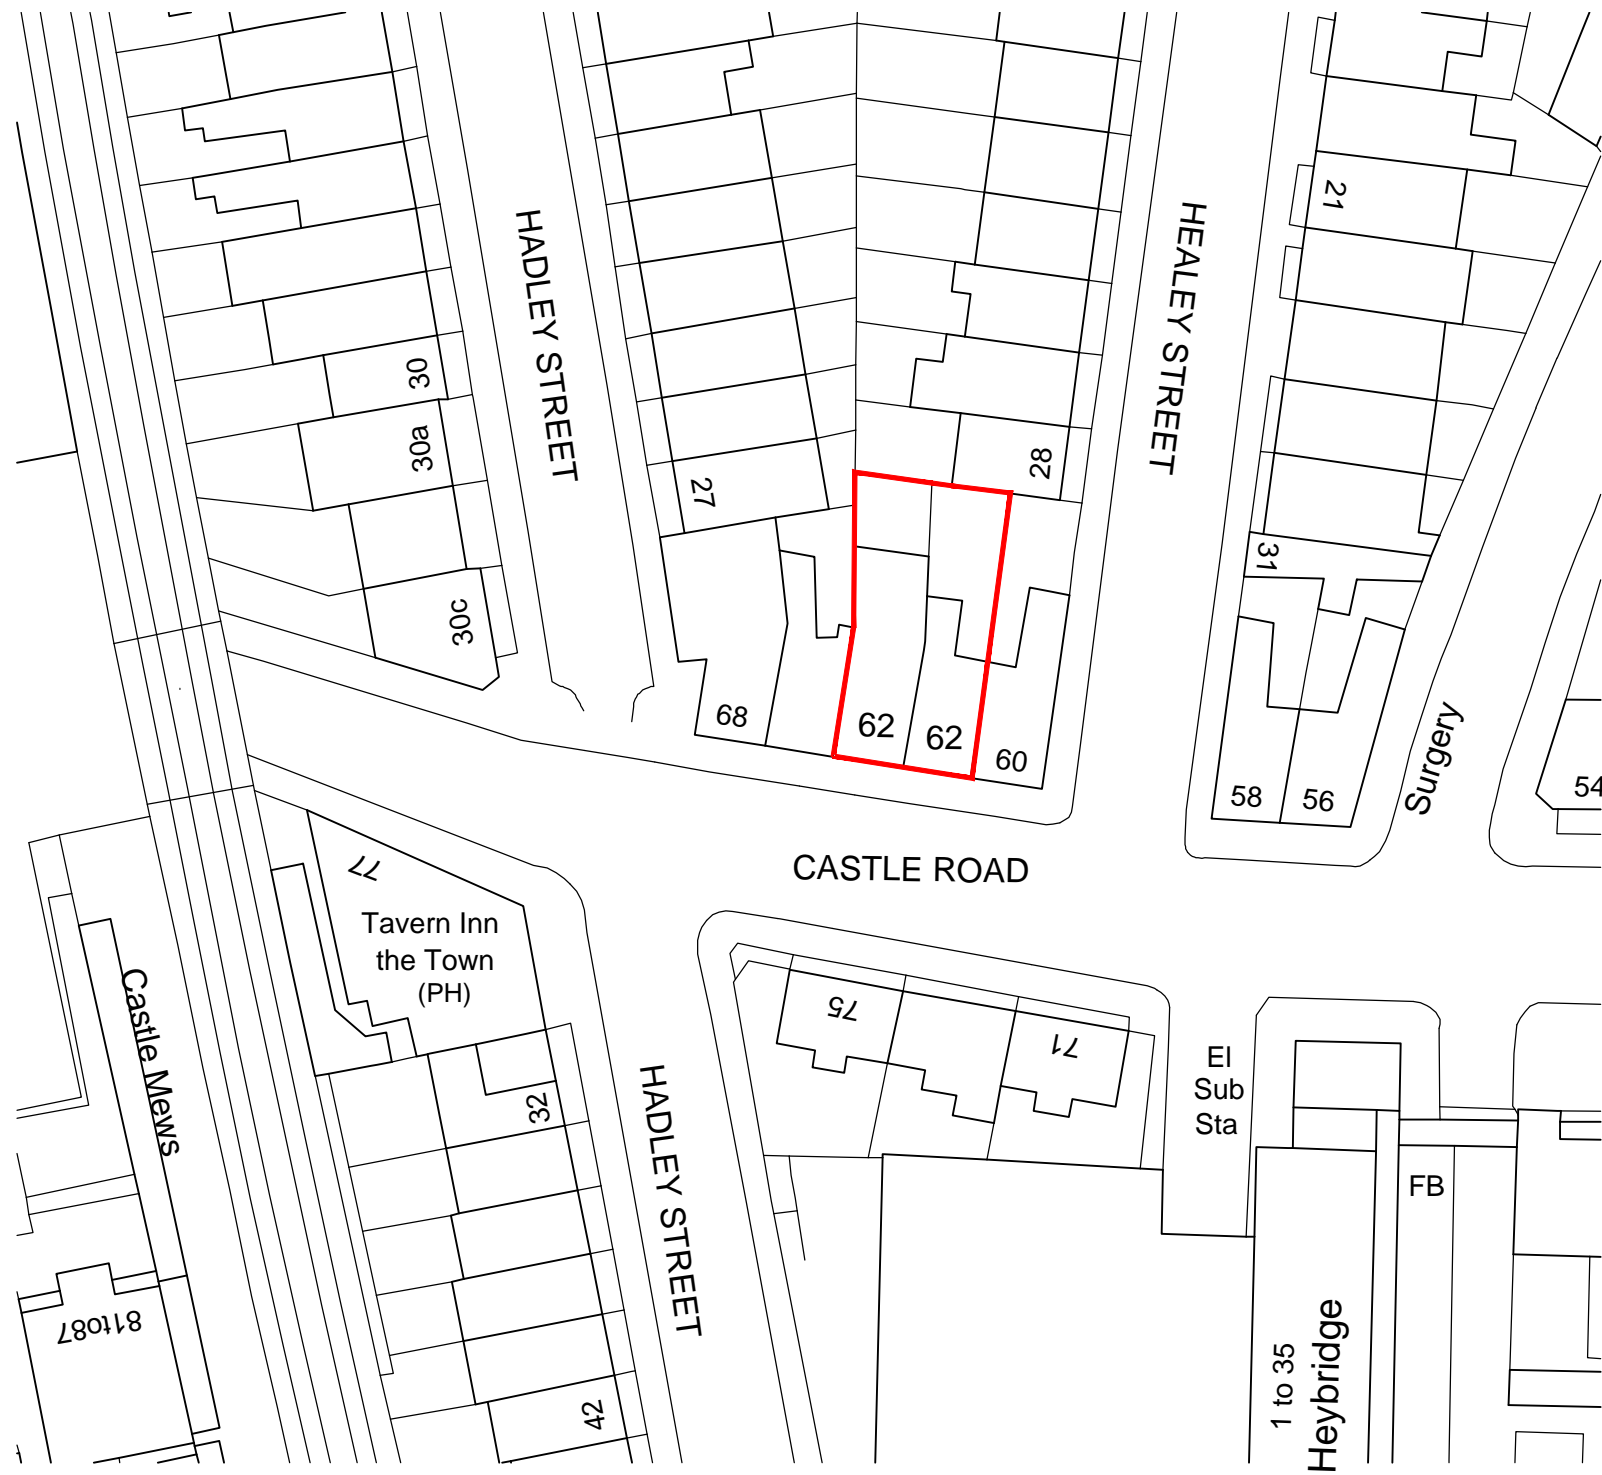 HADLEY STREET
HEALEY STREET
21
30
30a
27
28
31
30c
68
62
62
60
58
56
Surgery
54
CASTLE ROAD
77
Tavern Inn
the Town
(PH)
Castle Mews
75
71
El
Sub
Sta
32
HADLEY STREET
FB
81to87
1 to 35
Heybridge
42